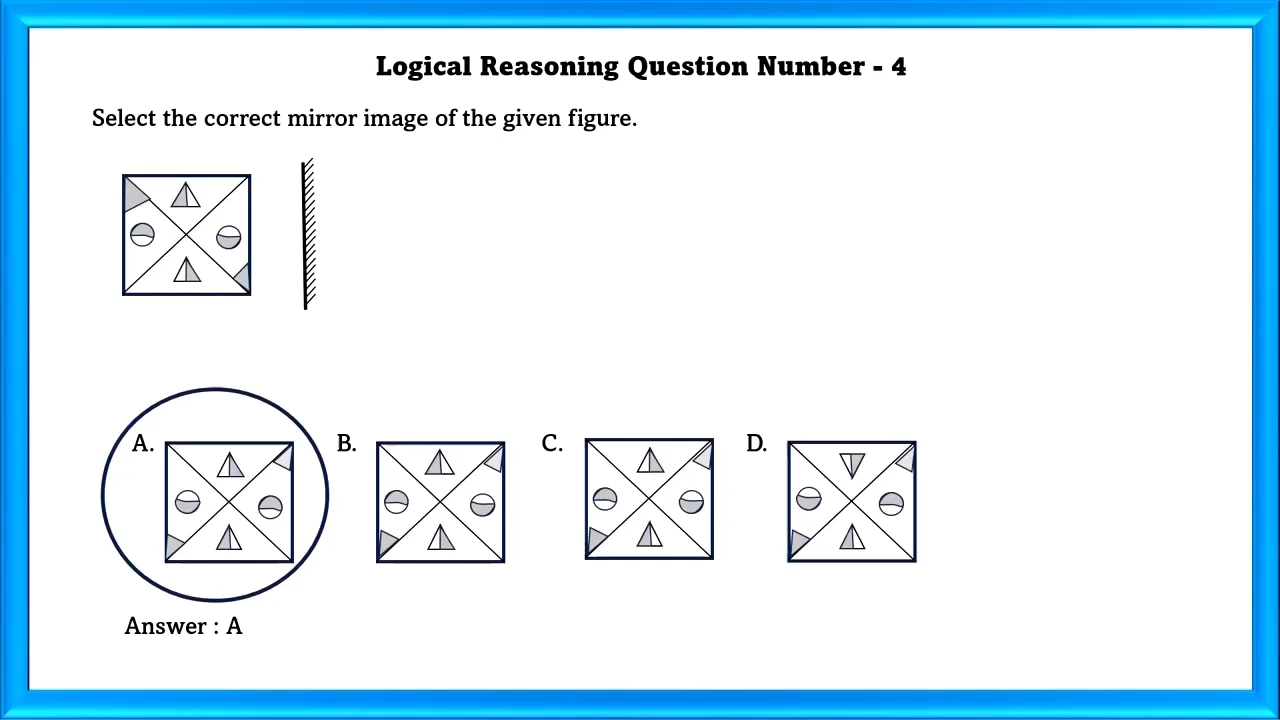 Logical Reasoning Question Number - 4
Select the correct mirror image of the given figure.
A. B. C. D.
Answer : A